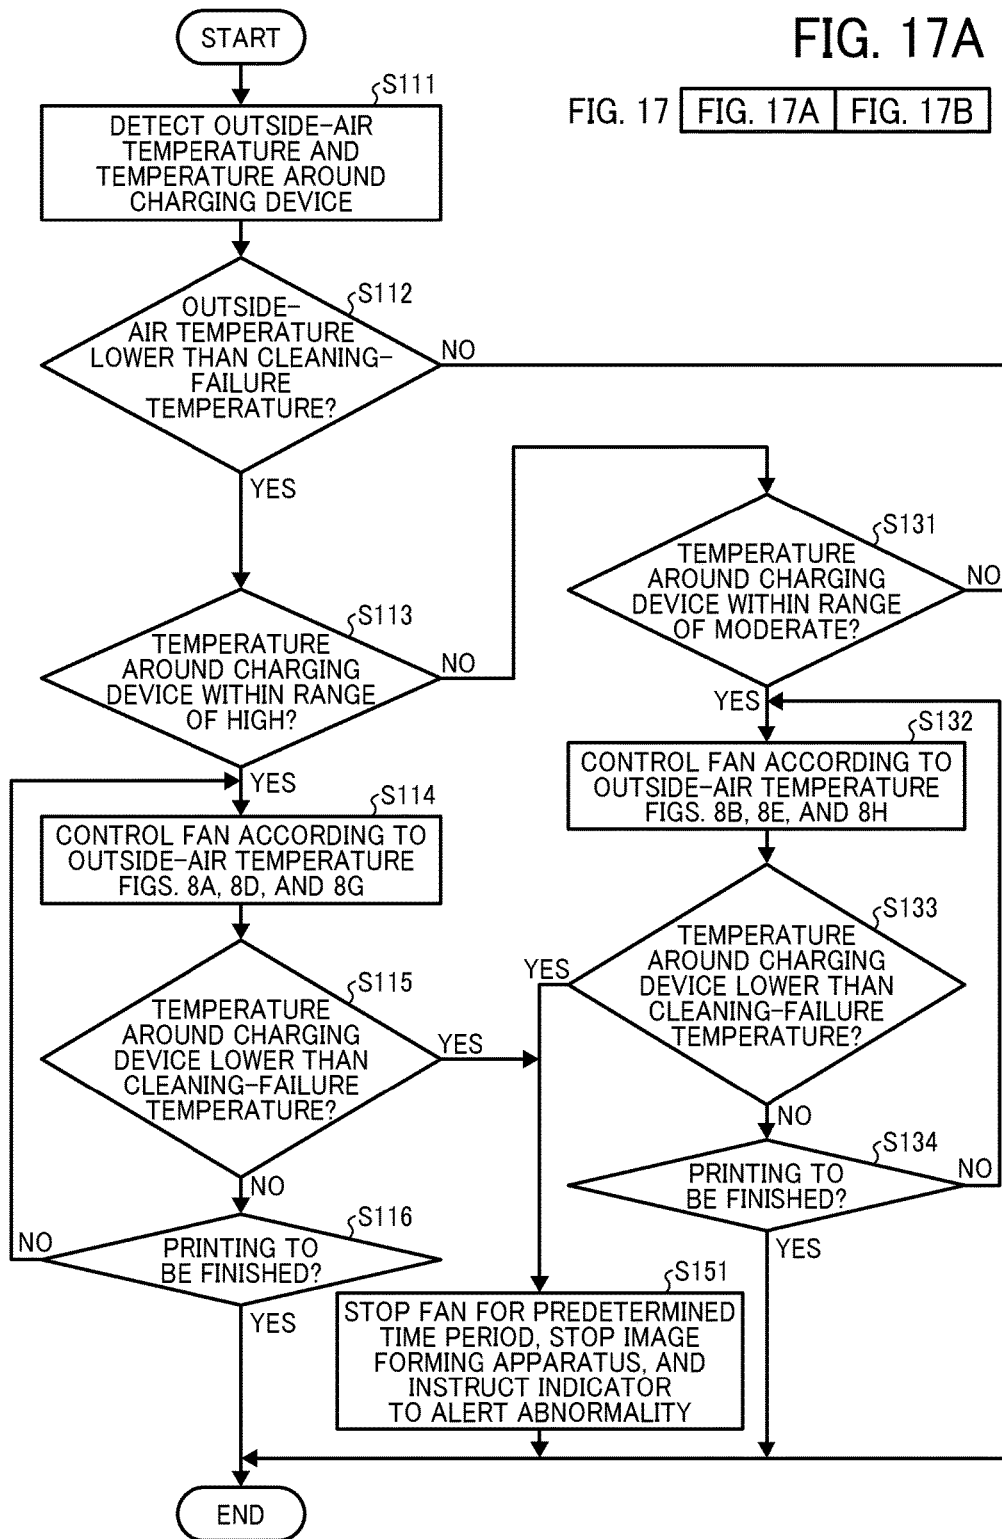 FIG. 17A
FIG. 17 FIG. 17A FIG. 17B
START
S111
DETECT OUTSIDE-AIR
TEMPERATURE AND
TEMPERATURE AROUND
CHARGING DEVICE
S112
OUTSIDE-
AIR TEMPERATURE
LOWER THAN CLEANING-
FAILURE
TEMPERATURE?
NO
YES
S113
TEMPERATURE
AROUND CHARGING
DEVICE WITHIN RANGE
OF HIGH?
NO
YES
S114
CONTROL FAN ACCORDING TO
OUTSIDE-AIR TEMPERATURE
FIGS. 8A, 8D, AND 8G
S115
TEMPERATURE
AROUND CHARGING
DEVICE LOWER THAN
CLEANING-FAILURE
TEMPERATURE?
YES
NO
S116
PRINTING TO
BE FINISHED?
NO
YES
S131
TEMPERATURE
AROUND CHARGING
DEVICE WITHIN RANGE
OF MODERATE?
NO
YES
S132
CONTROL FAN ACCORDING TO
OUTSIDE-AIR TEMPERATURE
FIGS. 8B, 8E, AND 8H
S133
TEMPERATURE
AROUND CHARGING
DEVICE LOWER THAN
CLEANING-FAILURE
TEMPERATURE?
YES
NO
S134
PRINTING TO
BE FINISHED?
NO
YES
S151
STOP FAN FOR PREDETERMINED
TIME PERIOD, STOP IMAGE
FORMING APPARATUS, AND
INSTRUCT INDICATOR
TO ALERT ABNORMALITY
END